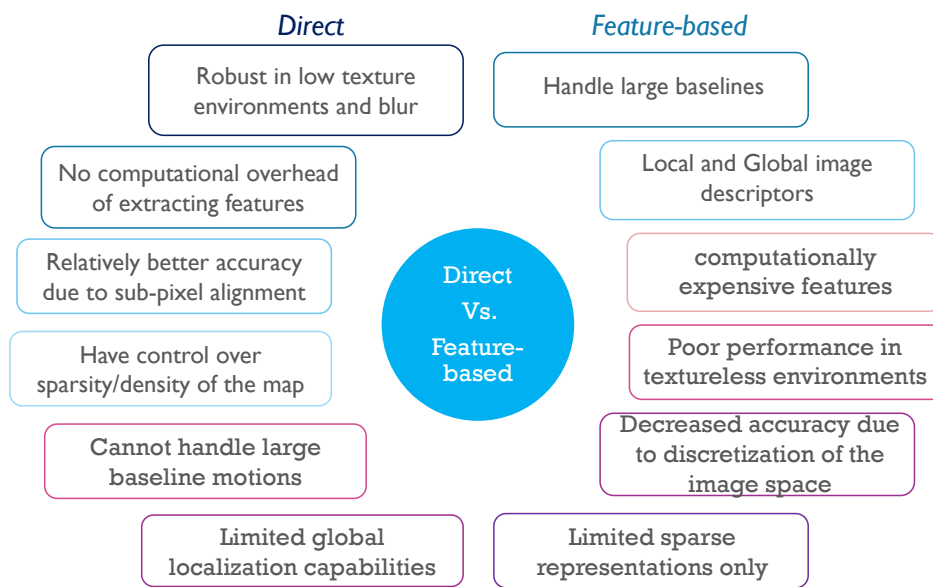 Direct
Feature-based
Robust in low texture
environments and blur
Handle large baselines
No computational overhead
of extracting features
Local and Global image
descriptors
Relatively better accuracy
due to sub-pixel alignment
computationally
expensive features
Direct
Vs.
Feature-
based
Have control over
sparsity/density of the map
Poor performance in
textureless environments
Cannot handle large
baseline motions
Decreased accuracy due
to discretization of the
image space
Limited global
localization capabilities
Limited sparse
representations only